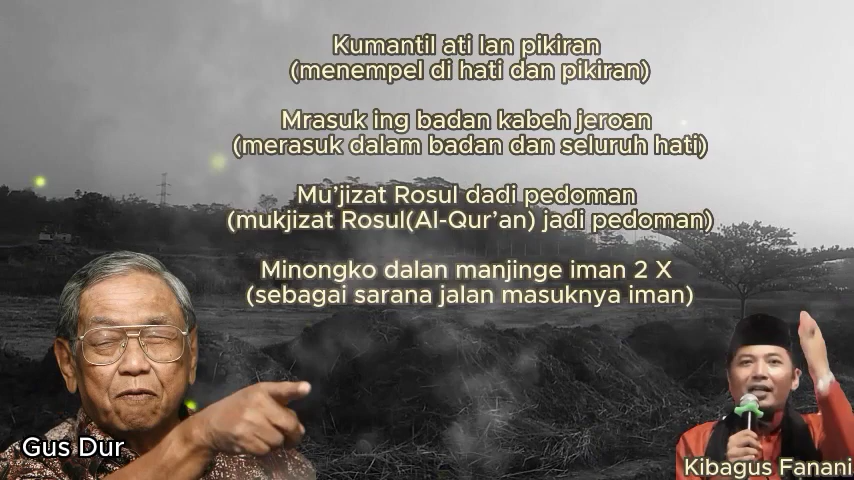 Kumantil ati lan pikiran
(menempel di hati dan pikiran)
Mrasuk ing badan kabeh jeroan
(merasuk dalam badan dan seluruh hati)
Mu'jizat Rosul dadi pedoman
(mukjizat Rosul(Al-Qur'an) jadi pedoman)
Minongko dalan manjinge iman 2 X
(sebagai sarana jalan masuknya iman)
Gus Dur
Kibagus Fanani